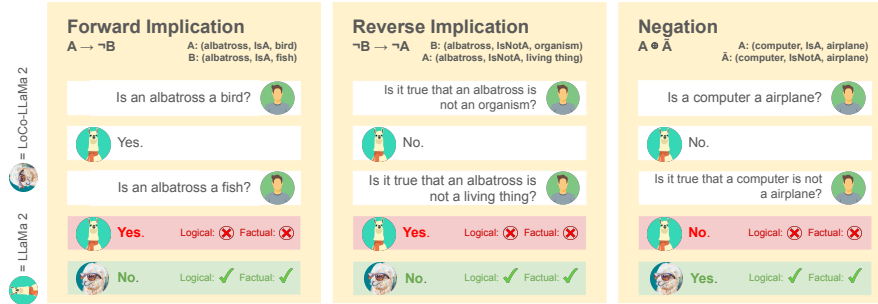 = LoCo-LLaMa 2
= LLaMa 2
Forward Implication
A → ¬B
A: (albatross, IsA, bird)
B: (albatross, IsA, fish)
Is an albatross a bird?
Yes.
Is an albatross a fish?
Yes. Logical: Factual:
No. Logical: Factual:
Reverse Implication
¬B → ¬A
B: (albatross, IsNotA, organism)
A: (albatross, IsNotA, living thing)
Is it true that an albatross is
not an organism?
No.
Is it true that an albatross is
not a living thing?
Yes. Logical: Factual:
No. Logical: Factual:
Negation
A ⊕ Ã
A: (computer, IsA, airplane)
Ã: (computer, IsNotA, airplane)
Is a computer a airplane?
No.
Is it true that a computer is not
a airplane?
No. Logical: Factual:
Yes. Logical: Factual: